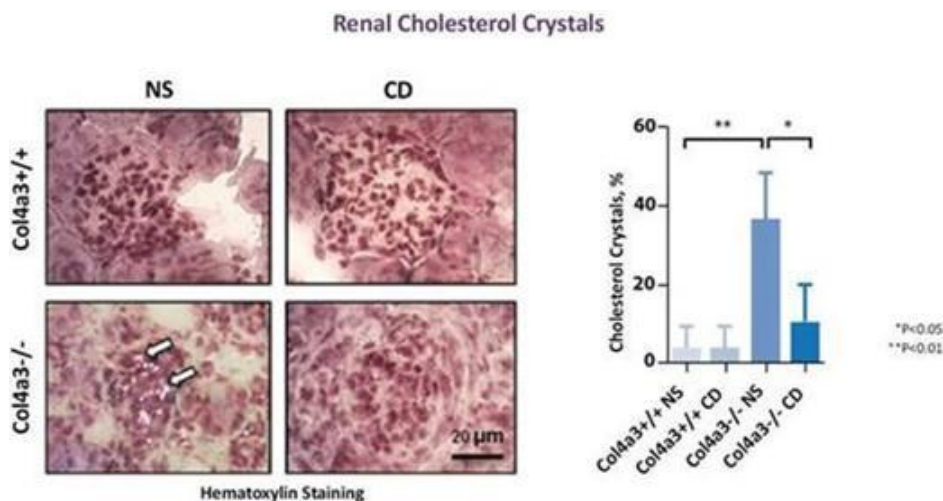 Renal Cholesterol Crystals
NS
CD
Col4a3+/+
Col4a3-/-
20 µm
Hematoxylin Staining
Cholesterol Crystals, %
60
40
20
0
**
*
Col4a3+/+ NS
Col4a3+/+ CD
Col4a3-/- NS
Col4a3-/- CD
*P<0.05
**P<0.01